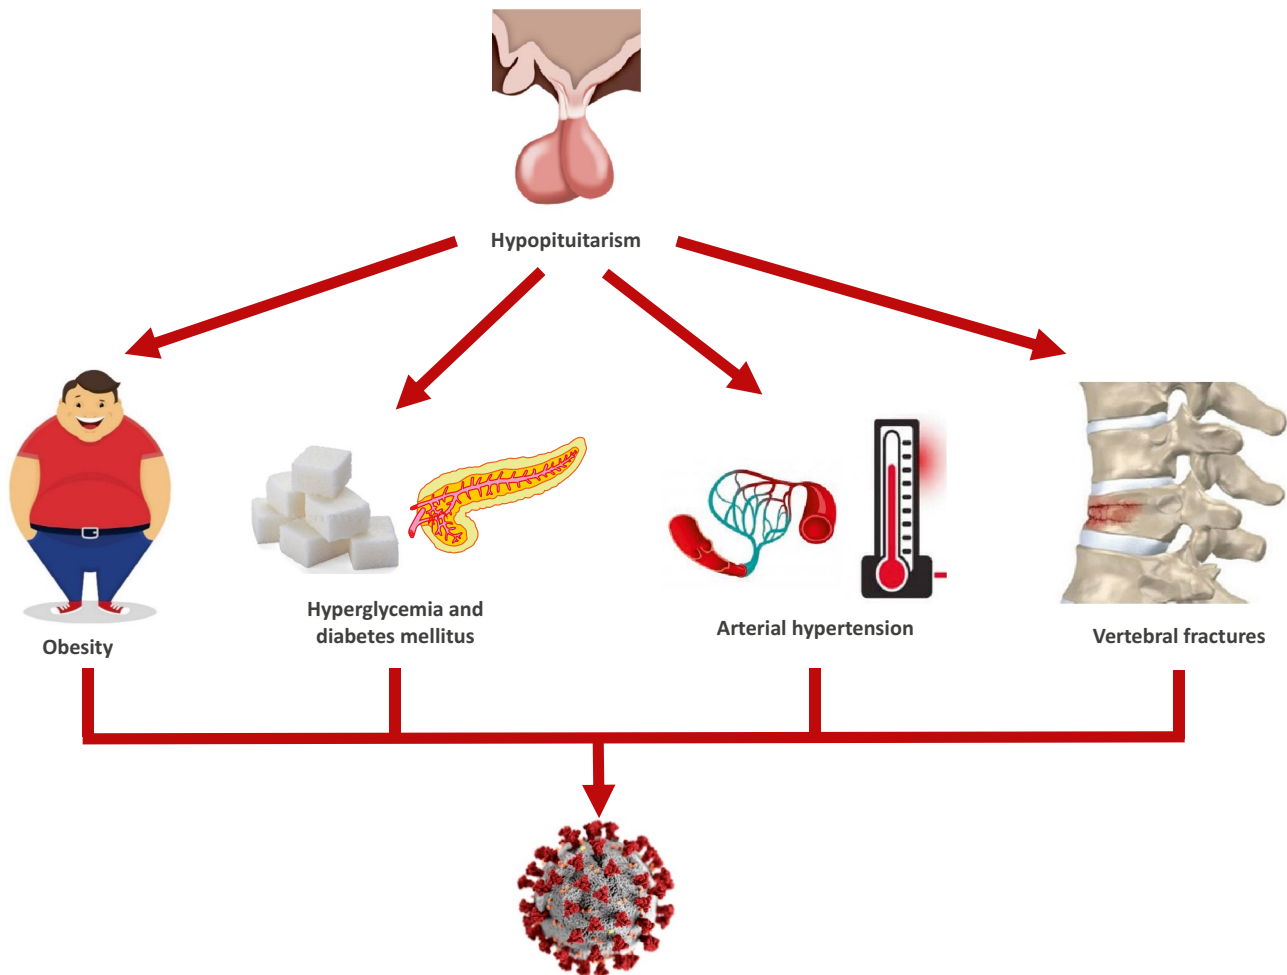 Hypopituitarism
Obesity
Hyperglycemia and
diabetes mellitus
Arterial hypertension
Vertebral fractures